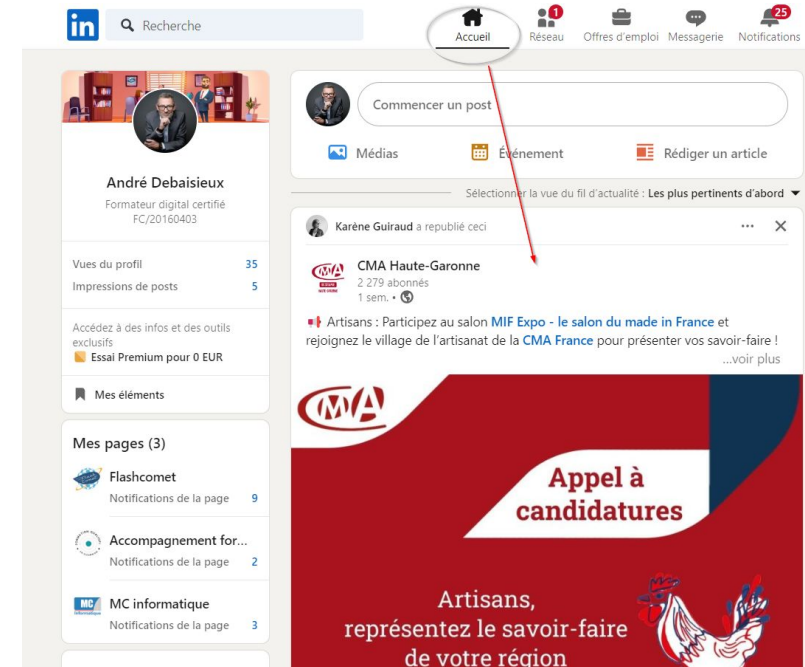 in
Recherche
Accueil
1
Réseau
Offres d'emploi
Messagerie
25
Notifications
André Debaisieux
Formateur digital certifié
FC/20160403
Vues du profil 35
Impressions de posts 5
Accédez à des infos et des outils
exclusifs
Essai Premium pour 0 EUR
Mes éléments
Mes pages (3)
Flashcomet
Notifications de la page 9
Accompagnement for...
Notifications de la page 2
MC
MC informatique
Notifications de la page 3
Commencer un post
Médias
Événement
Rédiger un article
Sélectionner la vue du fil d'actualité : Les plus pertinents d'abord
Karène Guiraud a republié ceci
CMA
CMA Haute-Garonne
2 279 abonnés
1 sem. •
Artisans : Participez au salon MIF Expo - le salon du made in France et
rejoignez le village de l'artisanat de la CMA France pour présenter vos savoir-faire !
...voir plus
CMA
Appel à
candidatures
Artisans,
représentez le savoir-faire
de votre région